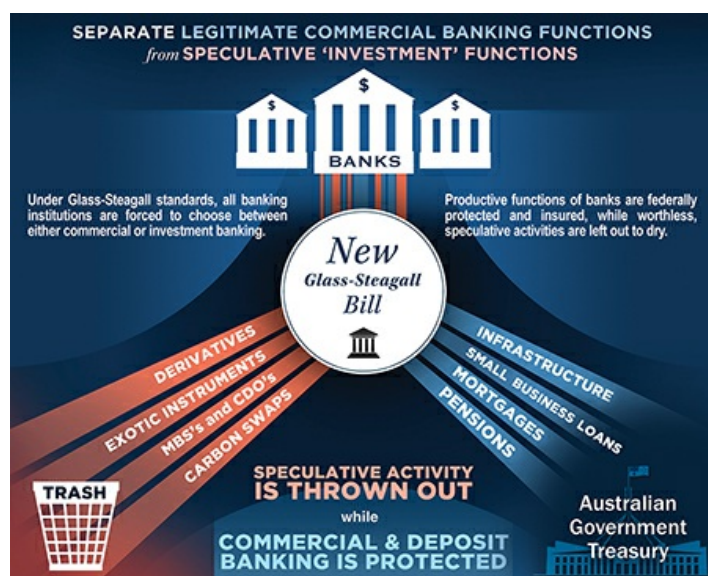 SEPARATE LEGITIMATE COMMERCIAL BANKING FUNCTIONS
from SPECULATIVE ‘INVESTMENT’ FUNCTIONS
$
$
$
BANKS
Under Glass-Steagall standards, all banking
institutions are forced to choose between
either commercial or investment banking.
Productive functions of banks are federally
protected and insured, while worthless,
speculative activities are left out to dry.
New
Glass-Steagall
Bill
DERIVATIVES
EXOTIC INSTRUMENTS
MBS's and CDO's
CARBON SWAPS
INFRASTRUCTURE
SMALL BUSINESS LOANS
MORTGAGES
PENSIONS
TRASH
SPECULATIVE ACTIVITY
IS THROWN OUT
while
COMMERCIAL & DEPOSIT
BANKING IS PROTECTED
Australian
Government
Treasury